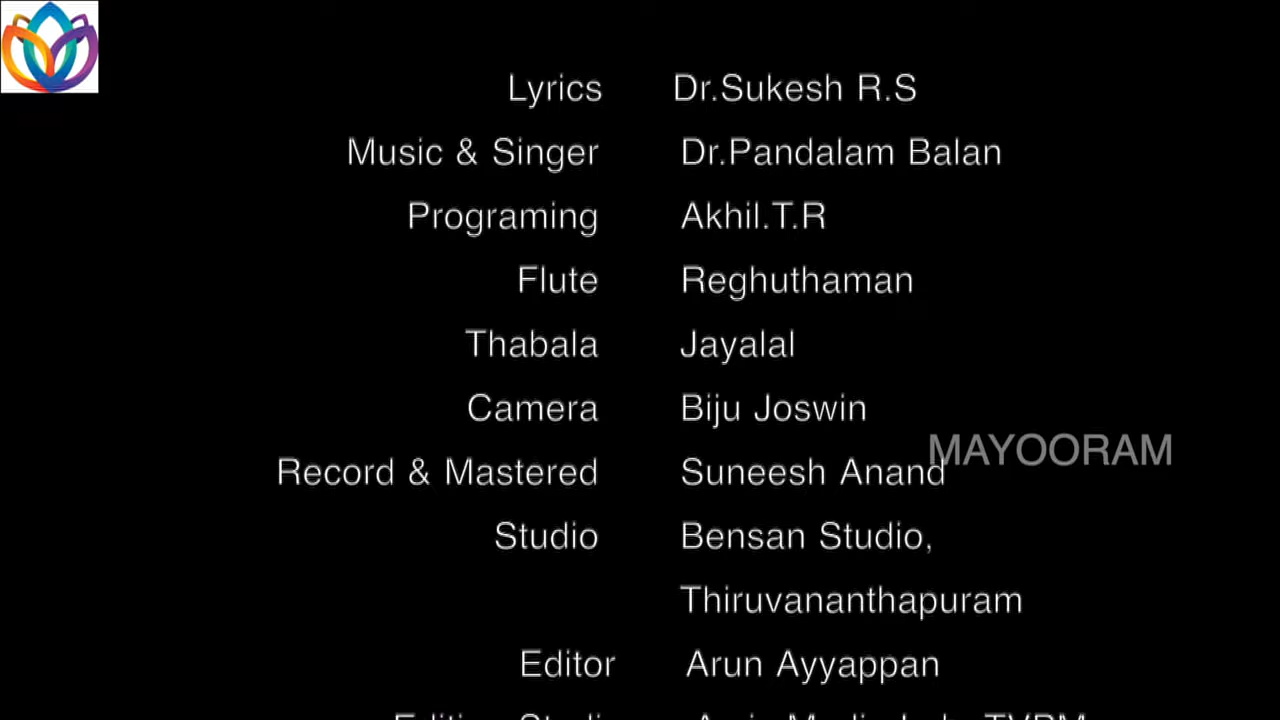 Lyrics Dr.Sukesh R.S
Music & Singer Dr.Pandalam Balan
Programing Akhil.T.R
Flute Reghuthaman
Thabala Jayalal
Camera Biju Joswin
MAYOORAM
Record & Mastered Suneesh Anand
Studio Bensan Studio,
Thiruvananthapuram
Editor Arun Ayyappan